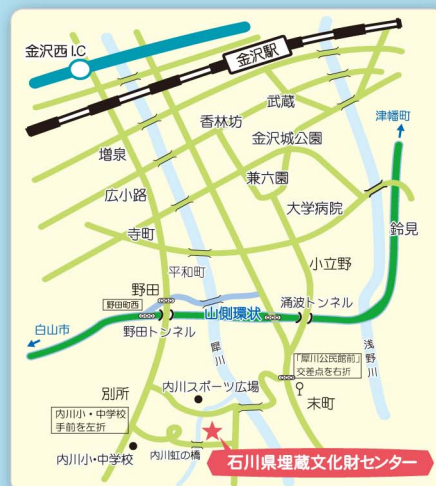 金沢西I.C
金沢駅
武蔵
香林坊
津幡町
増泉
金沢城公園
兼六園
広小路
大学病院
寺町
鈴見
平和町
小立野
野田
野田町西
山側環状
涌波トンネル
白山市
野田トンネル
犀川
浅野川
「犀川公民館前」
交差点を右折
別所
内川スポーツ広場
末町
内川小・中学校
手前を左折
内川虹の橋
内川小・中学校
石川県埋蔵文化財センター